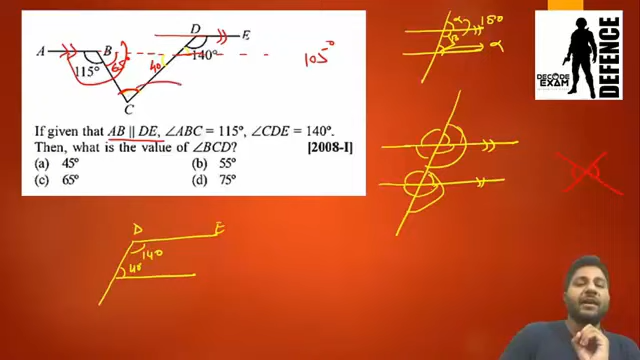 A B D E
115° 65° 40 140° 105°
C
If given that AB || DE, ∠ABC = 115°, ∠CDE = 140°.
Then, what is the value of ∠BCD? [2008-I]
(a) 45° (b) 55°
(c) 65° (d) 75°
D E
140
40
α 180
β α
DECODE
EXAM
DEFENCE